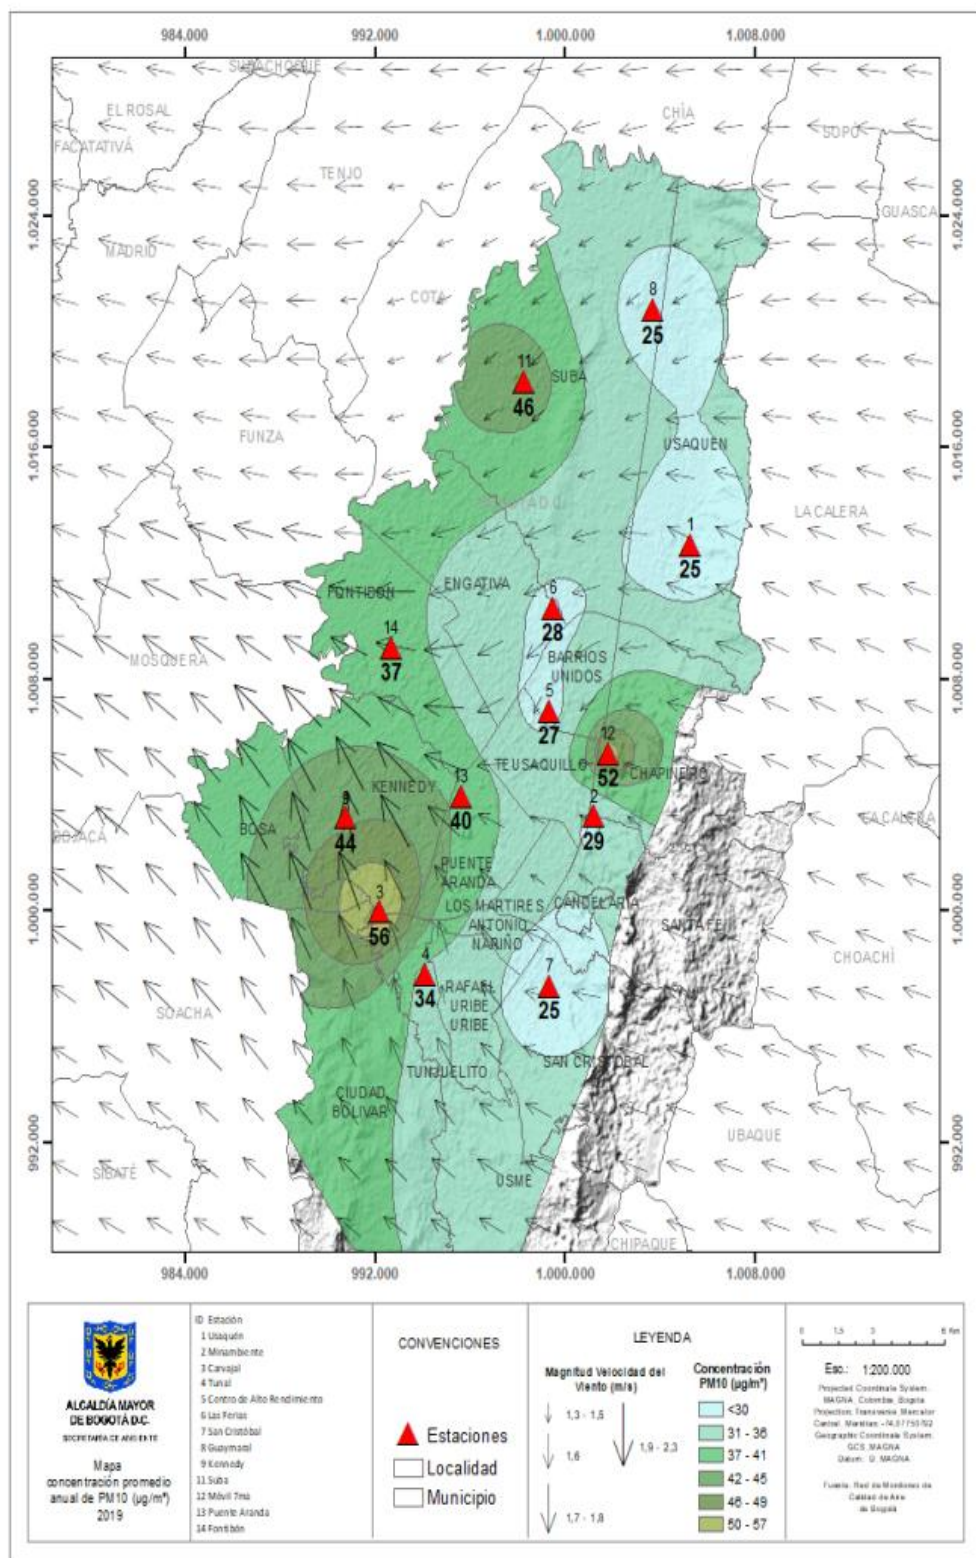 984.000 992.000 1.000.000 1.008.000
SUBACHOQUE
EL ROSAL
CHÍA
SOPÓ
FACATATIVÁ
TENJO
1.024.000
1.024.000
GUASCA
MADRID
COTA
8
25
11
SUBA
46
FUNZA
USAQUEN
1.016.000
1.016.000
LA CALERA
1
25
ENGATIVA
FONTIBON
6
28
14
37
BARRIOS
UNIDOS
MOSQUERA
1.008.000
1.008.000
5
27
12
52
TEUSAQUILLO
CHAPINERO
KENNEDY
13
40
2
29
9
44
BOSA
BOJACÁ
LA CALERA
PUENTE
ARANDA
3
56
LOS MARTIRES
CANDELARIA
ANTONIO
NARIÑO
SANTA FE
1.000.000
1.000.000
CHOACHÍ
4
34
7
25
RAFAEL
URIBE
URIBE
SOACHA
SAN CRISTOBAL
TUNJUELITO
CIUDAD
BOLIVAR
992.000
992.000
UBAQUE
SIBATÉ
USME
CHIPAQUE
984.000 992.000 1.000.000 1.008.000
ALCALDÍA MAYOR
DE BOGOTÁ D.C.
SECRETARÍA DE AMBIENTE
Mapa
concentración promedio
anual de PM10 (µg/m³)
2019
ID Estación
1 Usaquén
2 Minambiente
3 Carvajal
4 Tunal
5 Centro de Alto Rendimiento
6 Las Ferias
7 San Cristóbal
8 Guaymaral
9 Kennedy
11 Suba
12 Móvil 7ma
13 Puente Aranda
14 Fontibón
CONVENCIONES
Estaciones
Localidad
Municipio
LEYENDA
Magnitud Velocidad del
Viento (m/s)
1,3 - 1,5
1,6
1,7 - 1,8
1,9 - 2,3
Concentración
PM10 (µg/m³)
<30
31 - 36
37 - 41
42 - 45
46 - 49
50 - 57
0 1,5 3 6 Km
Esc.: 1:200.000
Projected Coordinate System:
MAGNA_Colombia_Bogota
Projection: Transverse Mercator
Central Meridian:
Geographic Coordinate System:
GCS_MAGNA
Datum: D_MAGNA
Fuente: Red de Monitoreo de
Calidad de Aire
de Bogotá